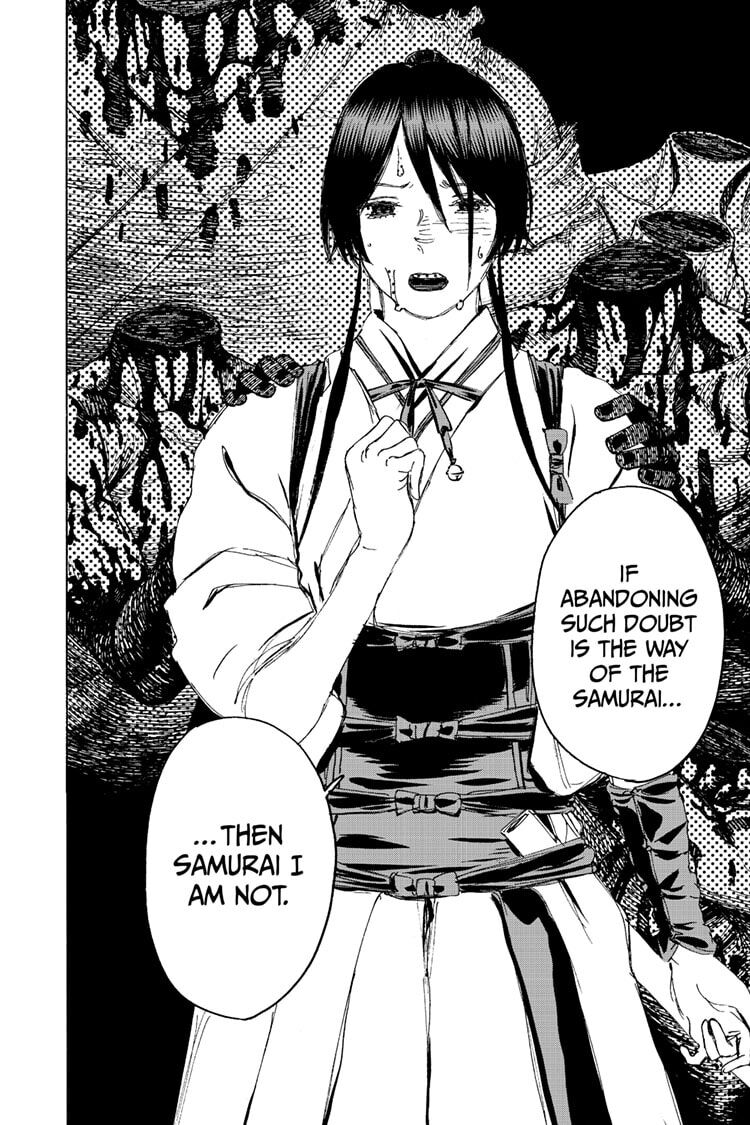 IF
ABANDONING
SUCH DOUBT
IS THE WAY
OF THE
SAMURAI...
...THEN
SAMURAI I
AM NOT.